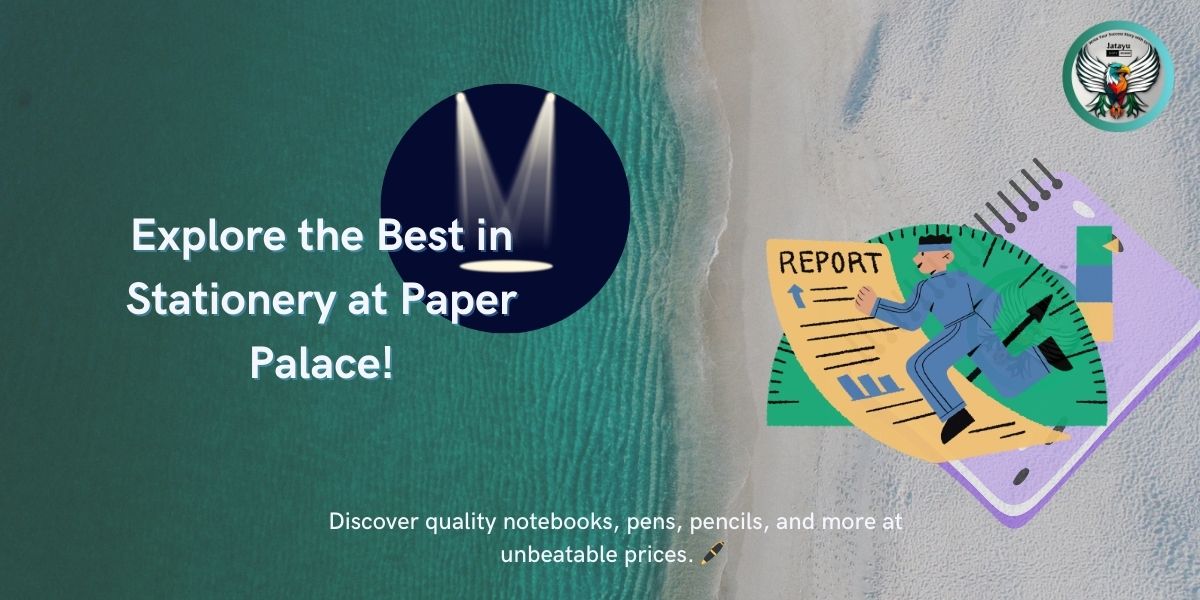 Jatayu
Explore the Best in
Stationery at Paper
Palace!
REPORT
Discover quality notebooks, pens, pencils, and more at
unbeatable prices.